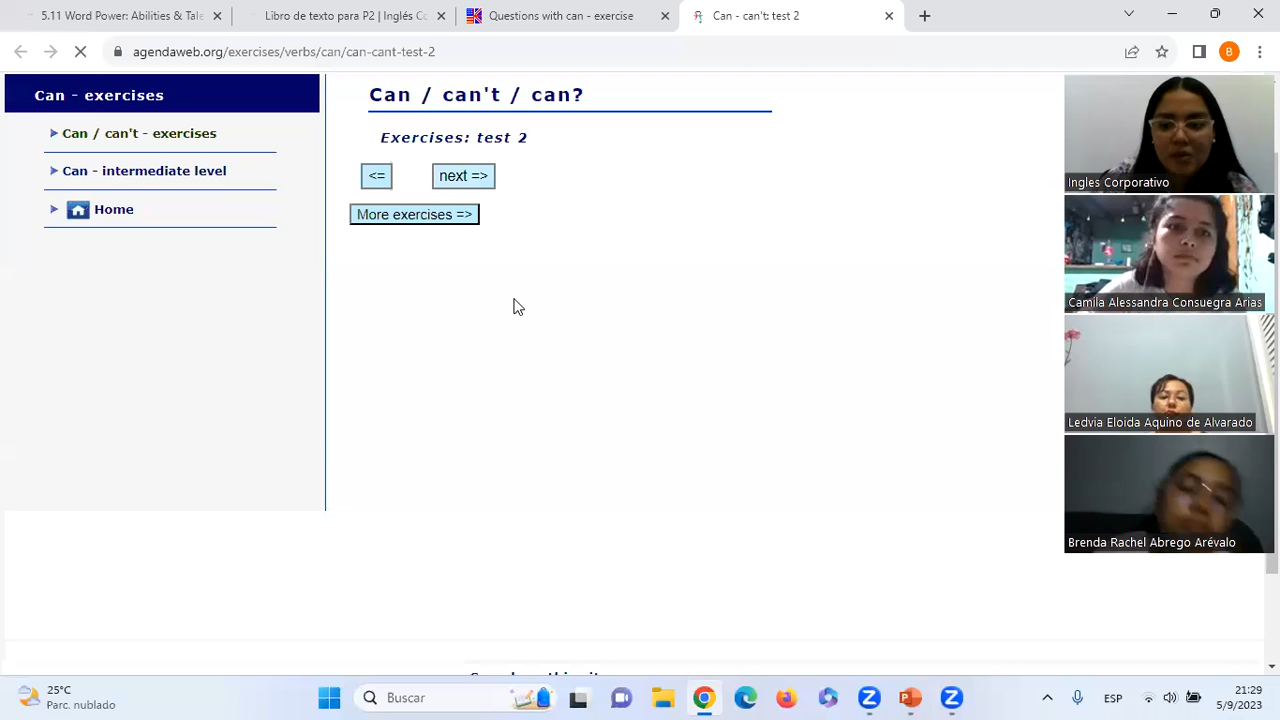 5.11 Word Power: Abilities & Tale
Libro de texto para P2 | Inglés Co
Questions with can - exercise
Can - can't: test 2
agendaweb.org/exercises/verbs/can/can-cant-test-2
B
Can - exercises
Can / can't - exercises
Can - intermediate level
Home
Can / can't / can?
Exercises: test 2
<=
next =>
More exercises =>
Ingles Corporativo
Camila Alessandra Consuegra Arias
Ledvia Eloida Aquino de Alvarado
Brenda Rachel Abrego Arévalo
25°C
Parc. nublado
Buscar
ESP
21:29
5/9/2023